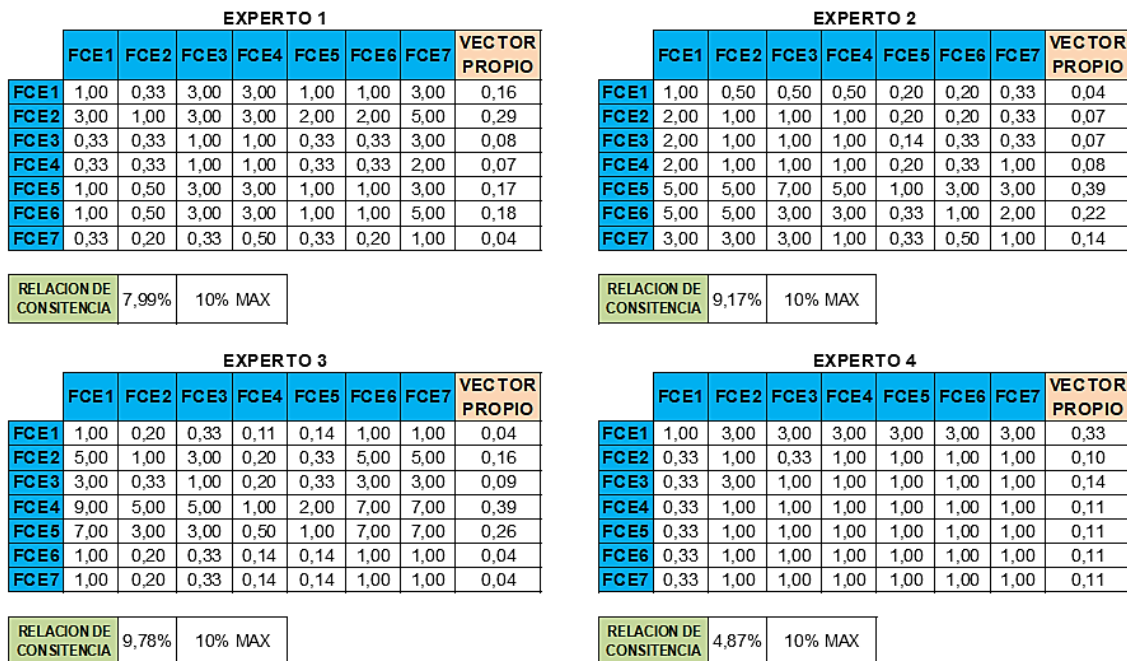 EXPERTO 1
FCE1 FCE2 FCE3 FCE4 FCE5 FCE6 FCE7 VECTOR PROPIO
FCE1 1,00 0,33 3,00 3,00 1,00 1,00 3,00 0,16
FCE2 3,00 1,00 3,00 3,00 2,00 2,00 5,00 0,29
FCE3 0,33 0,33 1,00 1,00 0,33 0,33 3,00 0,08
FCE4 0,33 0,33 1,00 1,00 0,33 0,33 2,00 0,07
FCE5 1,00 0,50 3,00 3,00 1,00 1,00 3,00 0,17
FCE6 1,00 0,50 3,00 3,00 1,00 1,00 5,00 0,18
FCE7 0,33 0,20 0,33 0,50 0,33 0,20 1,00 0,04
RELACION DE CONSITENCIA 7,99% 10% MAX
EXPERTO 2
FCE1 FCE2 FCE3 FCE4 FCE5 FCE6 FCE7 VECTOR PROPIO
FCE1 1,00 0,50 0,50 0,50 0,20 0,20 0,33 0,04
FCE2 2,00 1,00 1,00 1,00 0,20 0,20 0,33 0,07
FCE3 2,00 1,00 1,00 1,00 0,14 0,33 0,33 0,07
FCE4 2,00 1,00 1,00 1,00 0,20 0,33 1,00 0,08
FCE5 5,00 5,00 7,00 5,00 1,00 3,00 3,00 0,39
FCE6 5,00 5,00 3,00 3,00 0,33 1,00 2,00 0,22
FCE7 3,00 3,00 3,00 1,00 0,33 0,50 1,00 0,14
RELACION DE CONSITENCIA 9,17% 10% MAX
EXPERTO 3
FCE1 FCE2 FCE3 FCE4 FCE5 FCE6 FCE7 VECTOR PROPIO
FCE1 1,00 0,20 0,33 0,11 0,14 1,00 1,00 0,04
FCE2 5,00 1,00 3,00 0,20 0,33 5,00 5,00 0,16
FCE3 3,00 0,33 1,00 0,20 0,33 3,00 3,00 0,09
FCE4 9,00 5,00 5,00 1,00 2,00 7,00 7,00 0,39
FCE5 7,00 3,00 3,00 0,50 1,00 7,00 7,00 0,26
FCE6 1,00 0,20 0,33 0,14 0,14 1,00 1,00 0,04
FCE7 1,00 0,20 0,33 0,14 0,14 1,00 1,00 0,04
RELACION DE CONSITENCIA 9,78% 10% MAX
EXPERTO 4
FCE1 FCE2 FCE3 FCE4 FCE5 FCE6 FCE7 VECTOR PROPIO
FCE1 1,00 3,00 3,00 3,00 3,00 3,00 3,00 0,33
FCE2 0,33 1,00 0,33 1,00 1,00 1,00 1,00 0,10
FCE3 0,33 3,00 1,00 1,00 1,00 1,00 1,00 0,14
FCE4 0,33 1,00 1,00 1,00 1,00 1,00 1,00 0,11
FCE5 0,33 1,00 1,00 1,00 1,00 1,00 1,00 0,11
FCE6 0,33 1,00 1,00 1,00 1,00 1,00 1,00 0,11
FCE7 0,33 1,00 1,00 1,00 1,00 1,00 1,00 0,11
RELACION DE CONSITENCIA 4,87% 10% MAX